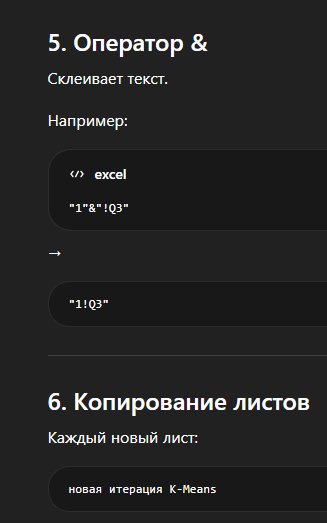 5. Оператор &
Склеивает текст.
Например:
</> excel
"1"&"!Q3"
→
"1!Q3"
6. Копирование листов
Каждый новый лист:
новая итерация K-Means